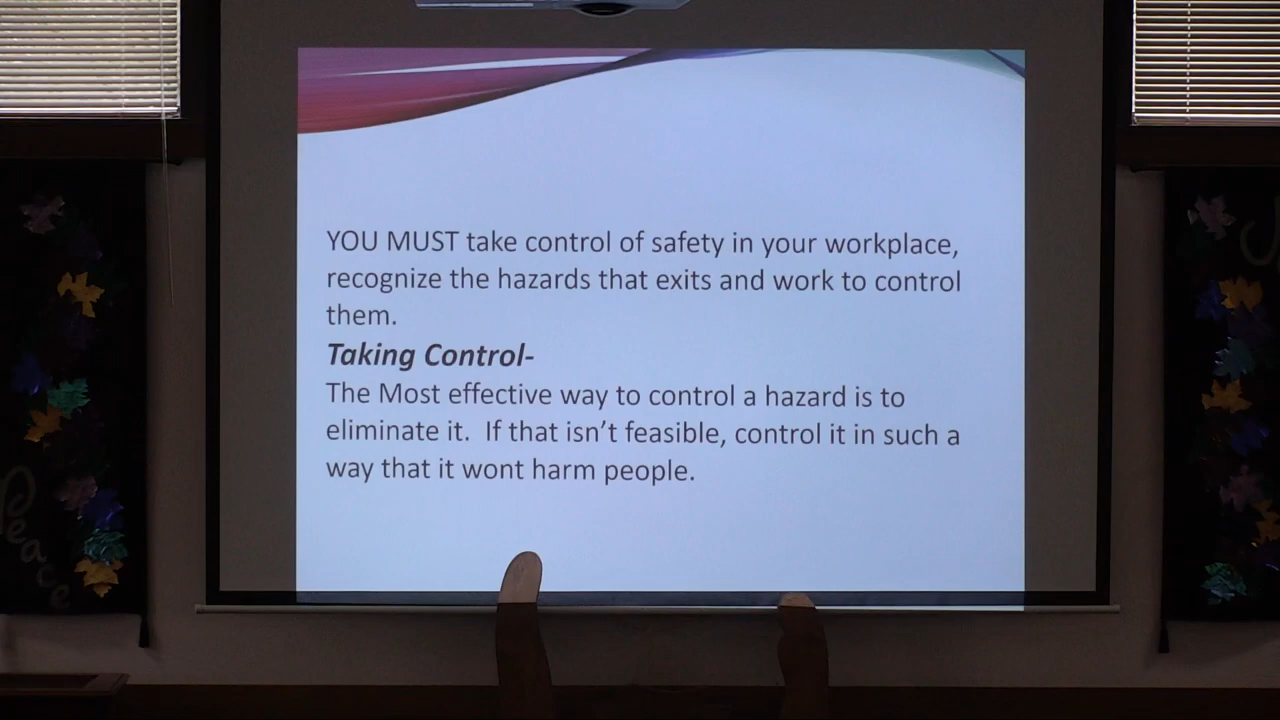 YOU MUST take control of safety in your workplace,
recognize the hazards that exits and work to control
them.
Taking Control-
The Most effective way to control a hazard is to
eliminate it.  If that isn’t feasible, control it in such a
way that it wont harm people.
Peace